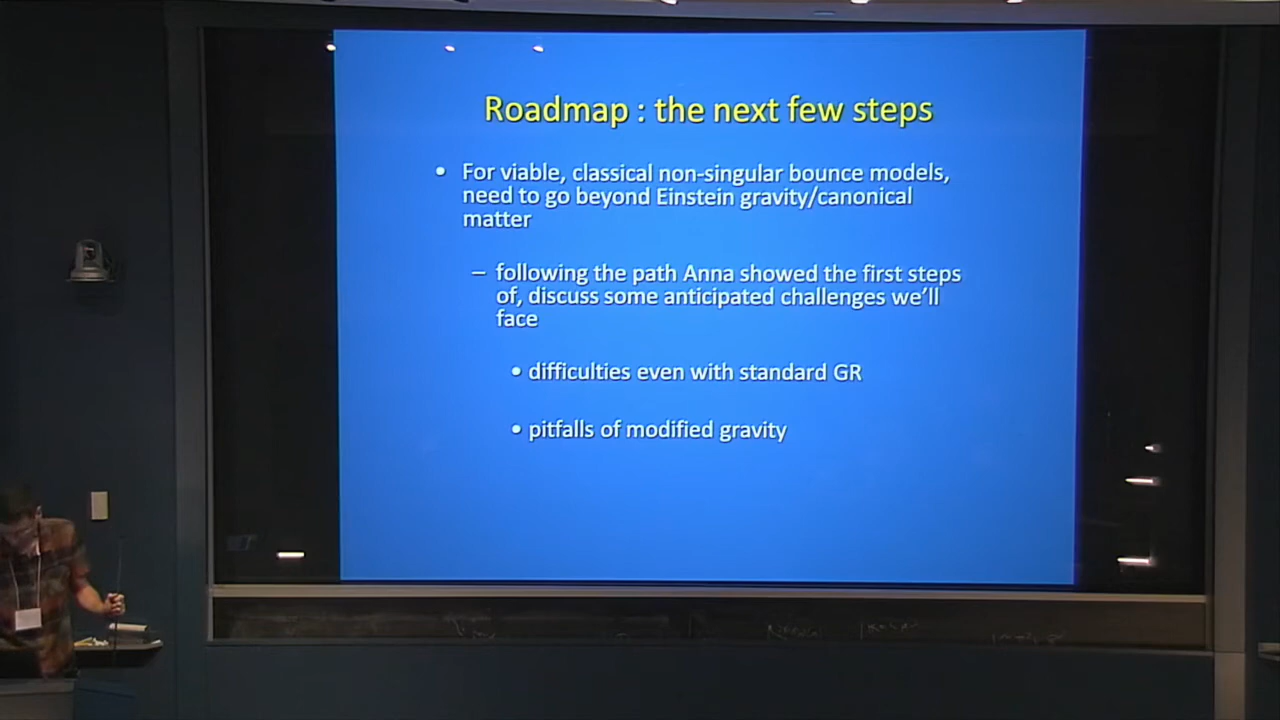 Roadmap : the next few steps
• For viable, classical non-singular bounce models,
need to go beyond Einstein gravity/canonical
matter
– following the path Anna showed the first steps
of, discuss some anticipated challenges we'll
face
• difficulties even with standard GR
• pitfalls of modified gravity